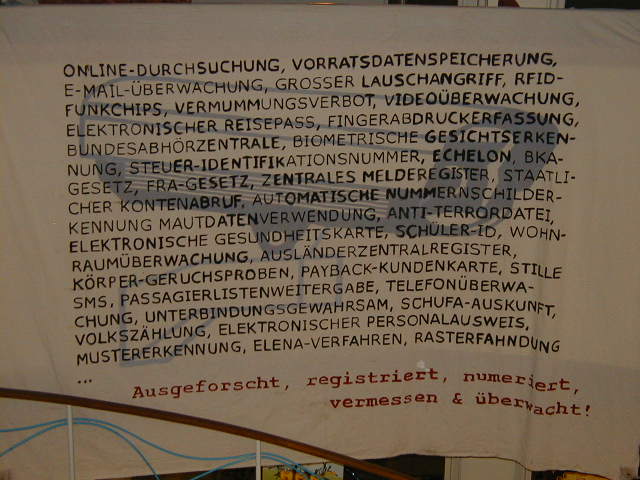 ONLINE-DURCHSUCHUNG, VORRATSDATENSPEICHERUNG,
E-MAIL-ÜBERWACHUNG, GROSSER LAUSCHANGRIFF, RFID-
FUNKCHIPS, VERMUMMUNGSVERBOT, VIDEOÜBERWACHUNG,
ELEKTRONISCHER REISEPASS, FINGERABDRUCKERFASSUNG,
BUNDESABHÖRZENTRALE, BIOMETRISCHE GESICHTSERKEN-
NUNG, STEUER-IDENTIFIKATIONSNUMMER, ECHELON, BKA-
GESETZ, FRA-GESETZ, ZENTRALES MELDEREGISTER, STAATLI-
CHER KONTENABRUF, AUTOMATISCHE NUMMERNSCHILDER-
KENNUNG MAUTDATENVERWENDUNG, ANTI-TERRORDATEI,
ELEKTRONISCHE GESUNDHEITSKARTE, SCHÜLER-ID, WOHN-
RAUMÜBERWACHUNG, AUSLÄNDERZENTRALREGISTER,
KÖRPER-GERUCHSPROBEN, PAYBACK-KUNDENKARTE, STILLE
SMS, PASSAGIERLISTENWEITERGABE, TELEFONÜBERWA-
CHUNG, UNTERBINDUNGSGEWAHRSAM, SCHUFA-AUSKUNFT,
VOLKSZÄHLUNG, ELEKTRONISCHER PERSONALAUSWEIS,
MUSTERERKENNUNG, ELENA-VERFAHREN, RASTERFAHNDUNG
...
Ausgeforscht, registriert, numeriert,
vermessen & überwacht!